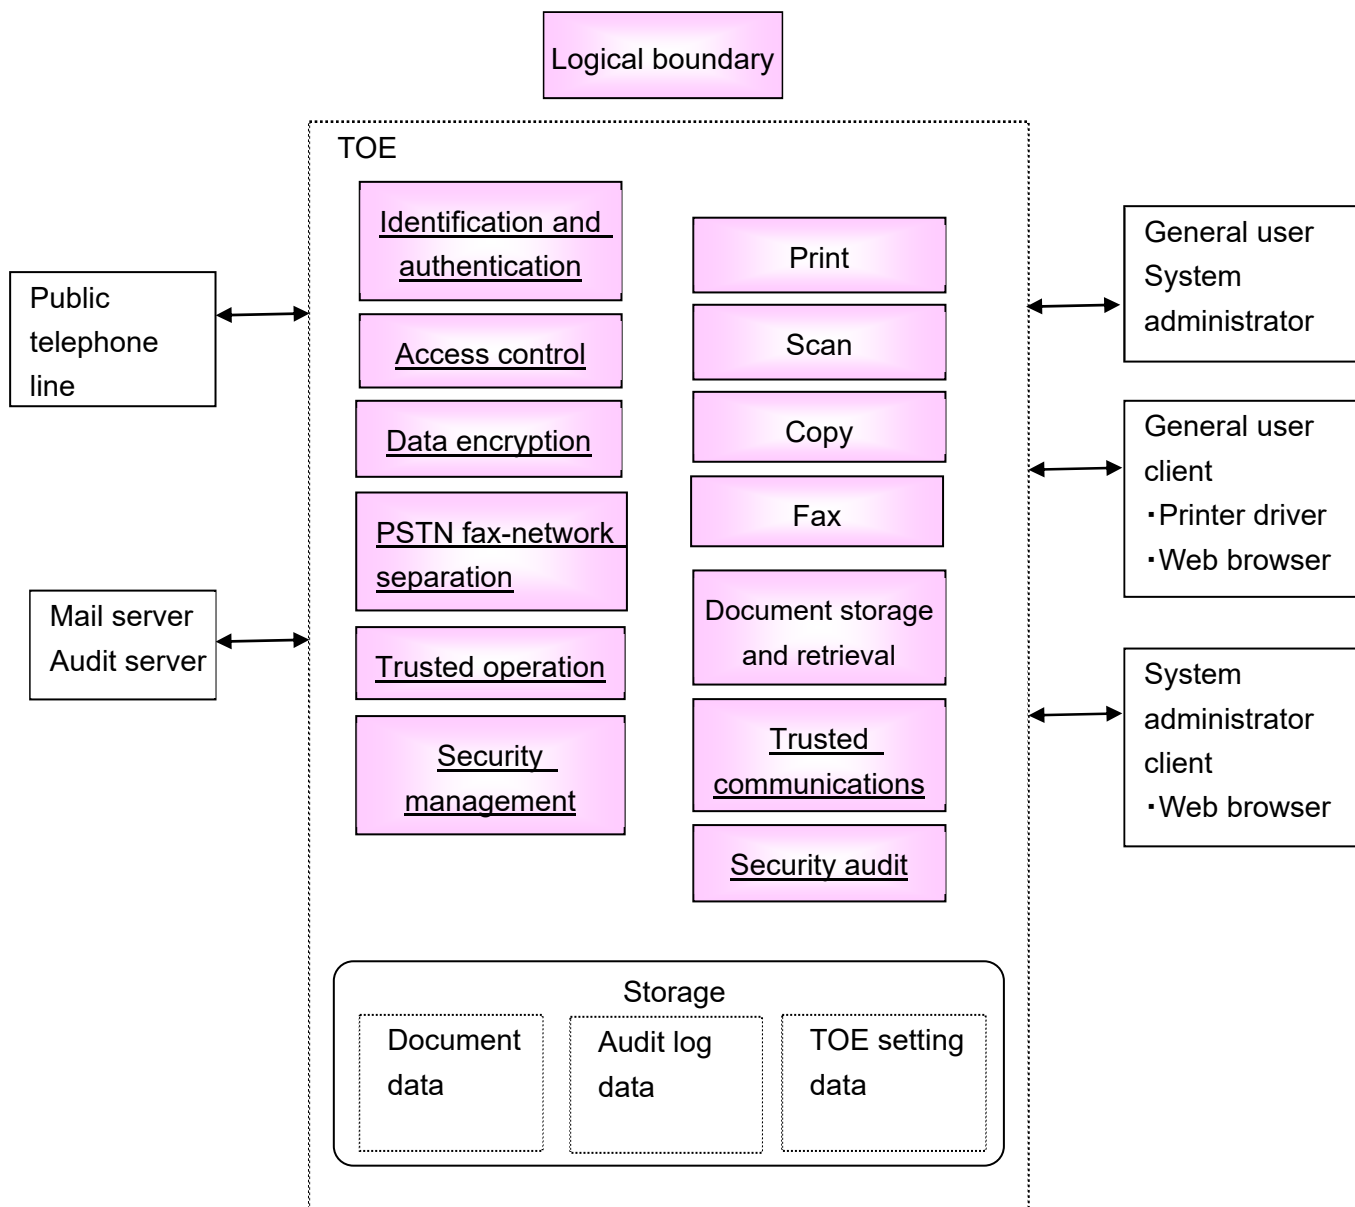 Logical boundary
TOE
Identification and
authentication
Access control
Data encryption
PSTN fax-network
separation
Trusted operation
Security
management
Print
Scan
Copy
Fax
Document storage
and retrieval
Trusted
communications
Security audit
Public
telephone
line
Mail server
Audit server
General user
System
administrator
General user
client
・Printer driver
・Web browser
System
administrator
client
・Web browser
Storage
Document
data
Audit log
data
TOE setting
data